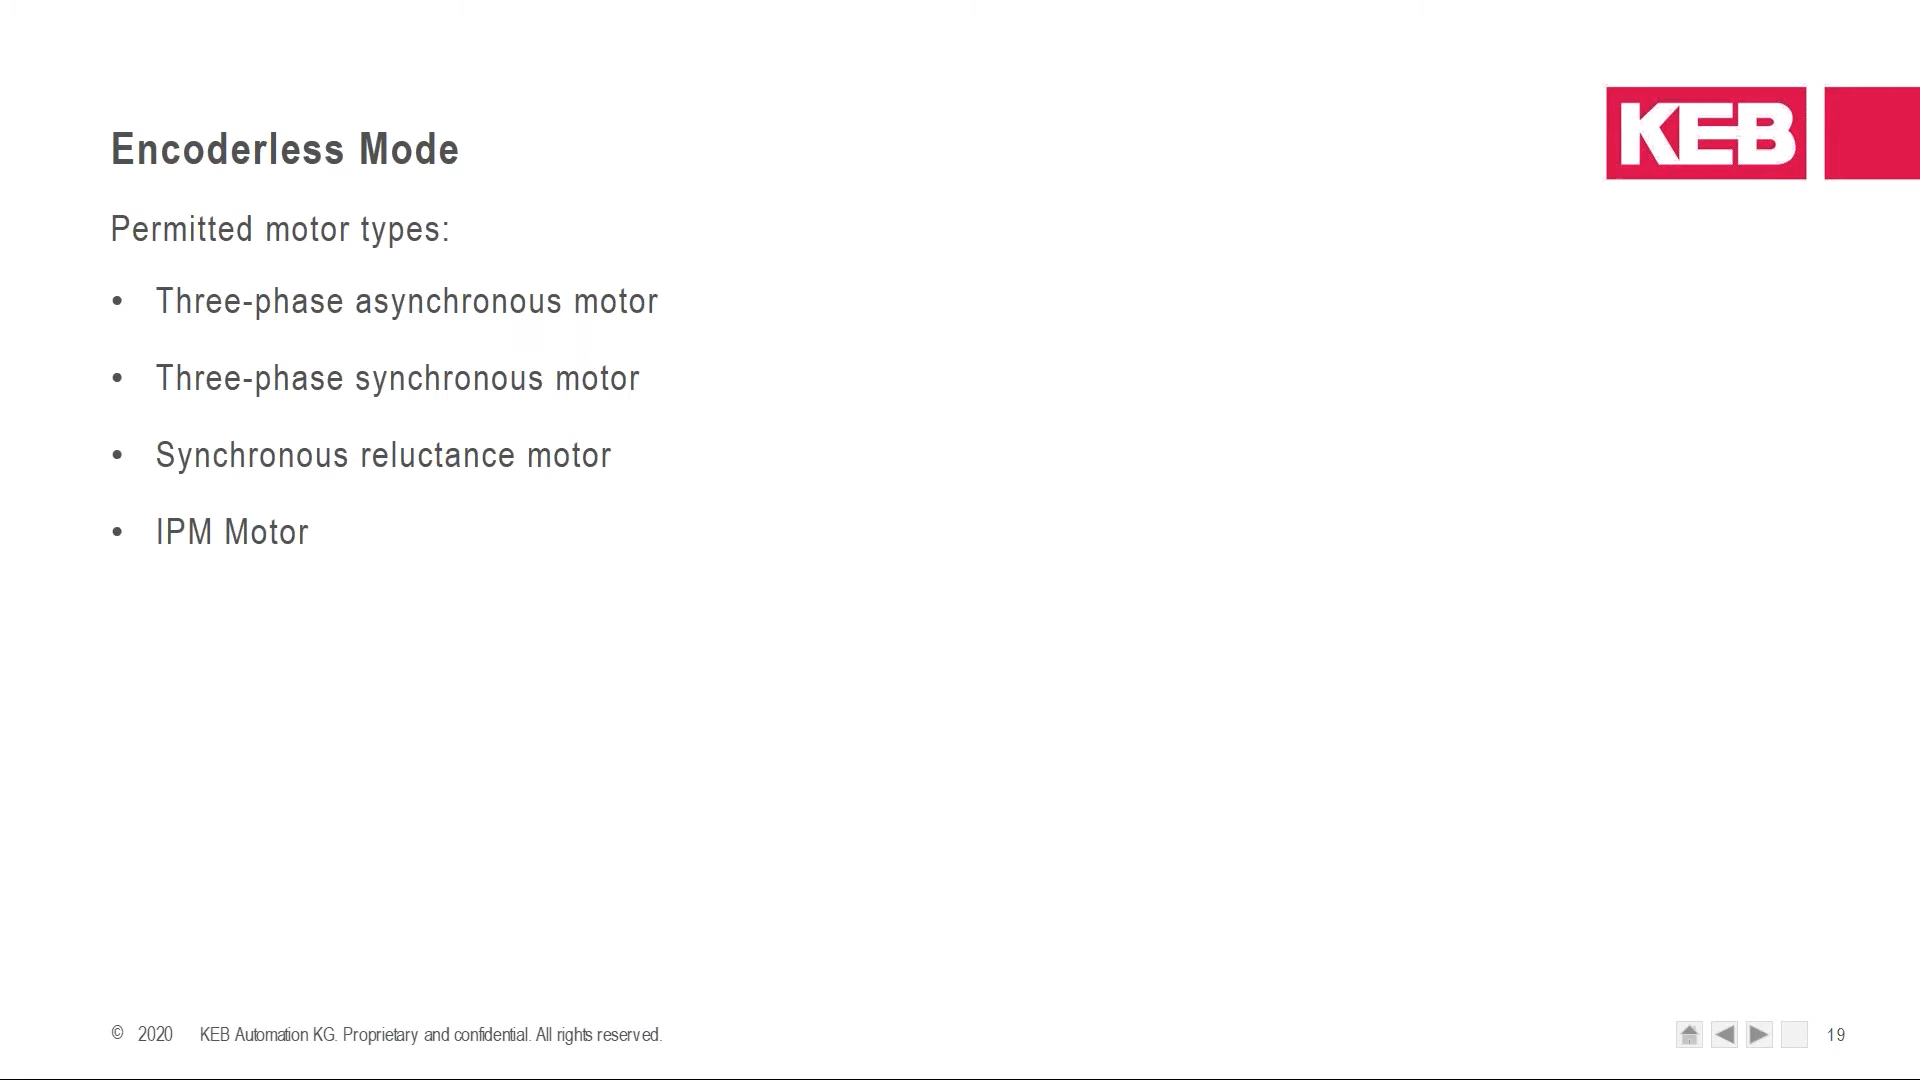 KEB
Encoderless Mode
Permitted motor types:
• Three-phase asynchronous motor
• Three-phase synchronous motor
• Synchronous reluctance motor
• IPM Motor
© 2020 KEB Automation KG. Proprietary and confidential. All rights reserved.
19